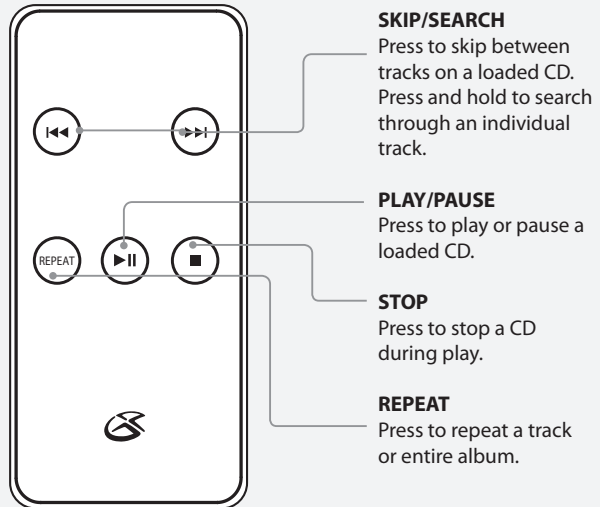 SKIP/SEARCH
Press to skip between
tracks on a loaded CD.
Press and hold to search
through an individual
track.
PLAY/PAUSE
Press to play or pause a
loaded CD.
STOP
Press to stop a CD
during play.
REPEAT
Press to repeat a track
or entire album.
REPEAT